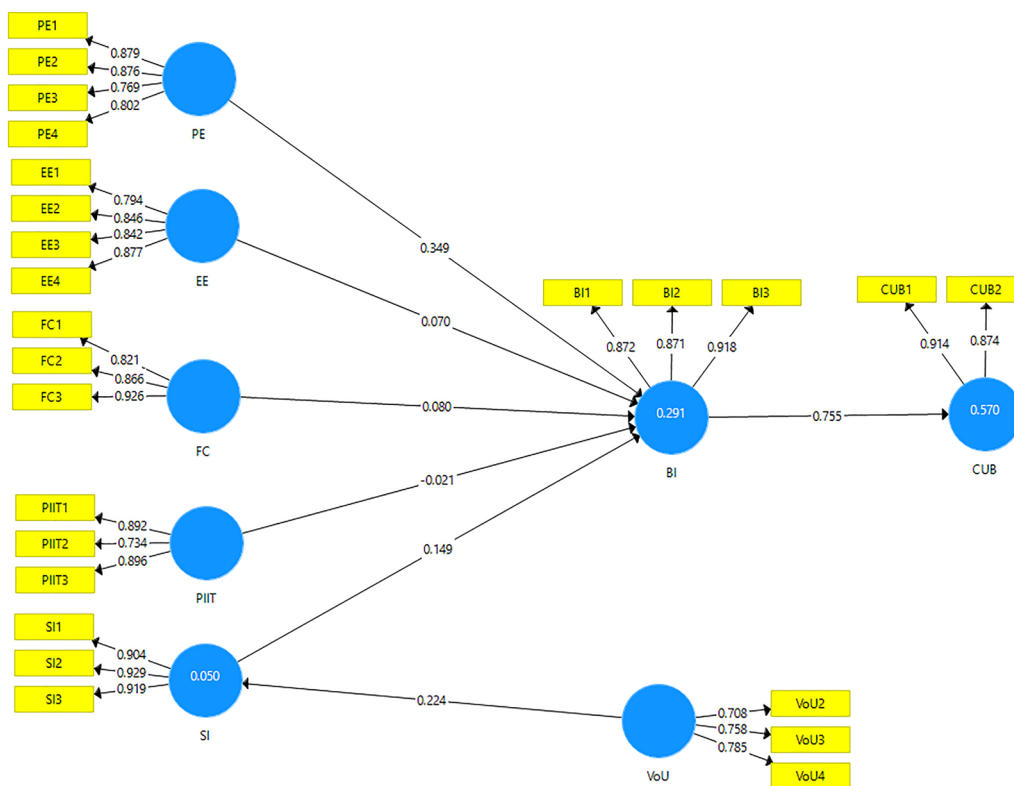 PE1
PE2
PE3
PE4
0.879
0.876
0.769
0.802
PE
EE1
EE2
EE3
EE4
0.794
0.846
0.842
0.877
EE
FC1
FC2
FC3
0.821
0.866
0.926
FC
PIIT1
PIIT2
PIIT3
0.892
0.734
0.896
PIIT
SI1
SI2
SI3
0.904
0.929
0.919
0.050
SI
0.349
0.070
0.080
-0.021
0.149
0.224
BI1
BI2
BI3
0.872
0.871
0.918
0.291
BI
0.755
CUB1
CUB2
0.914
0.874
0.570
CUB
VoU
0.708
0.758
0.785
VoU2
VoU3
VoU4